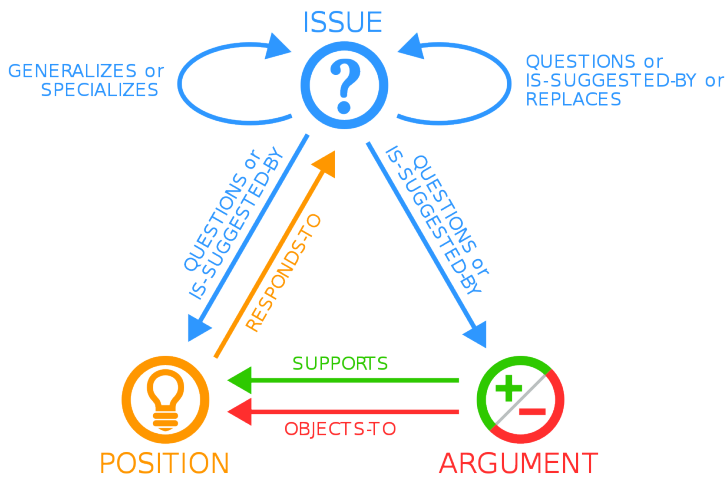 ISSUE
GENERALIZES or
SPECIALIZES
?
QUESTIONS or
IS-SUGGESTED-BY or
REPLACES
QUESTIONS or
IS-SUGGESTED-BY
RESPONDS-TO
QUESTIONS or
IS-SUGGESTED-BY
SUPPORTS
OBJECTS-TO
+
−
POSITION
ARGUMENT